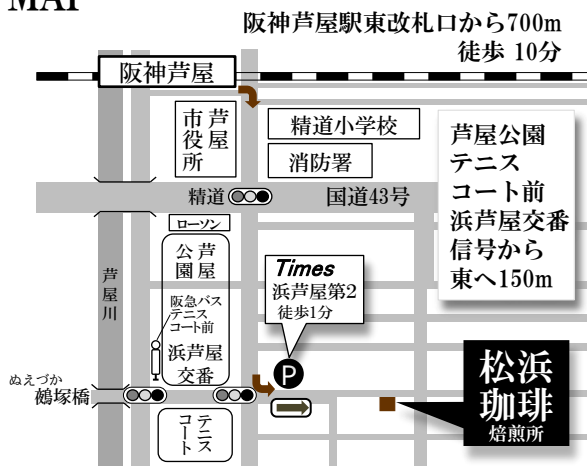 MAP
阪神芦屋駅東改札口から700m
徒歩 10分
阪神芦屋
芦屋
市役所
精道小学校
消防署
芦屋公園
テニス
コート前
浜芦屋交番
信号から
東へ150m
精道
国道43号
ローソン
芦屋
公園
阪急バス
テニス
コート前
浜芦屋
交番
芦屋川
Times
浜芦屋第2
徒歩1分
P
ぬえづか
鵺塚橋
テニス
コート
松浜
珈琲
焙煎所